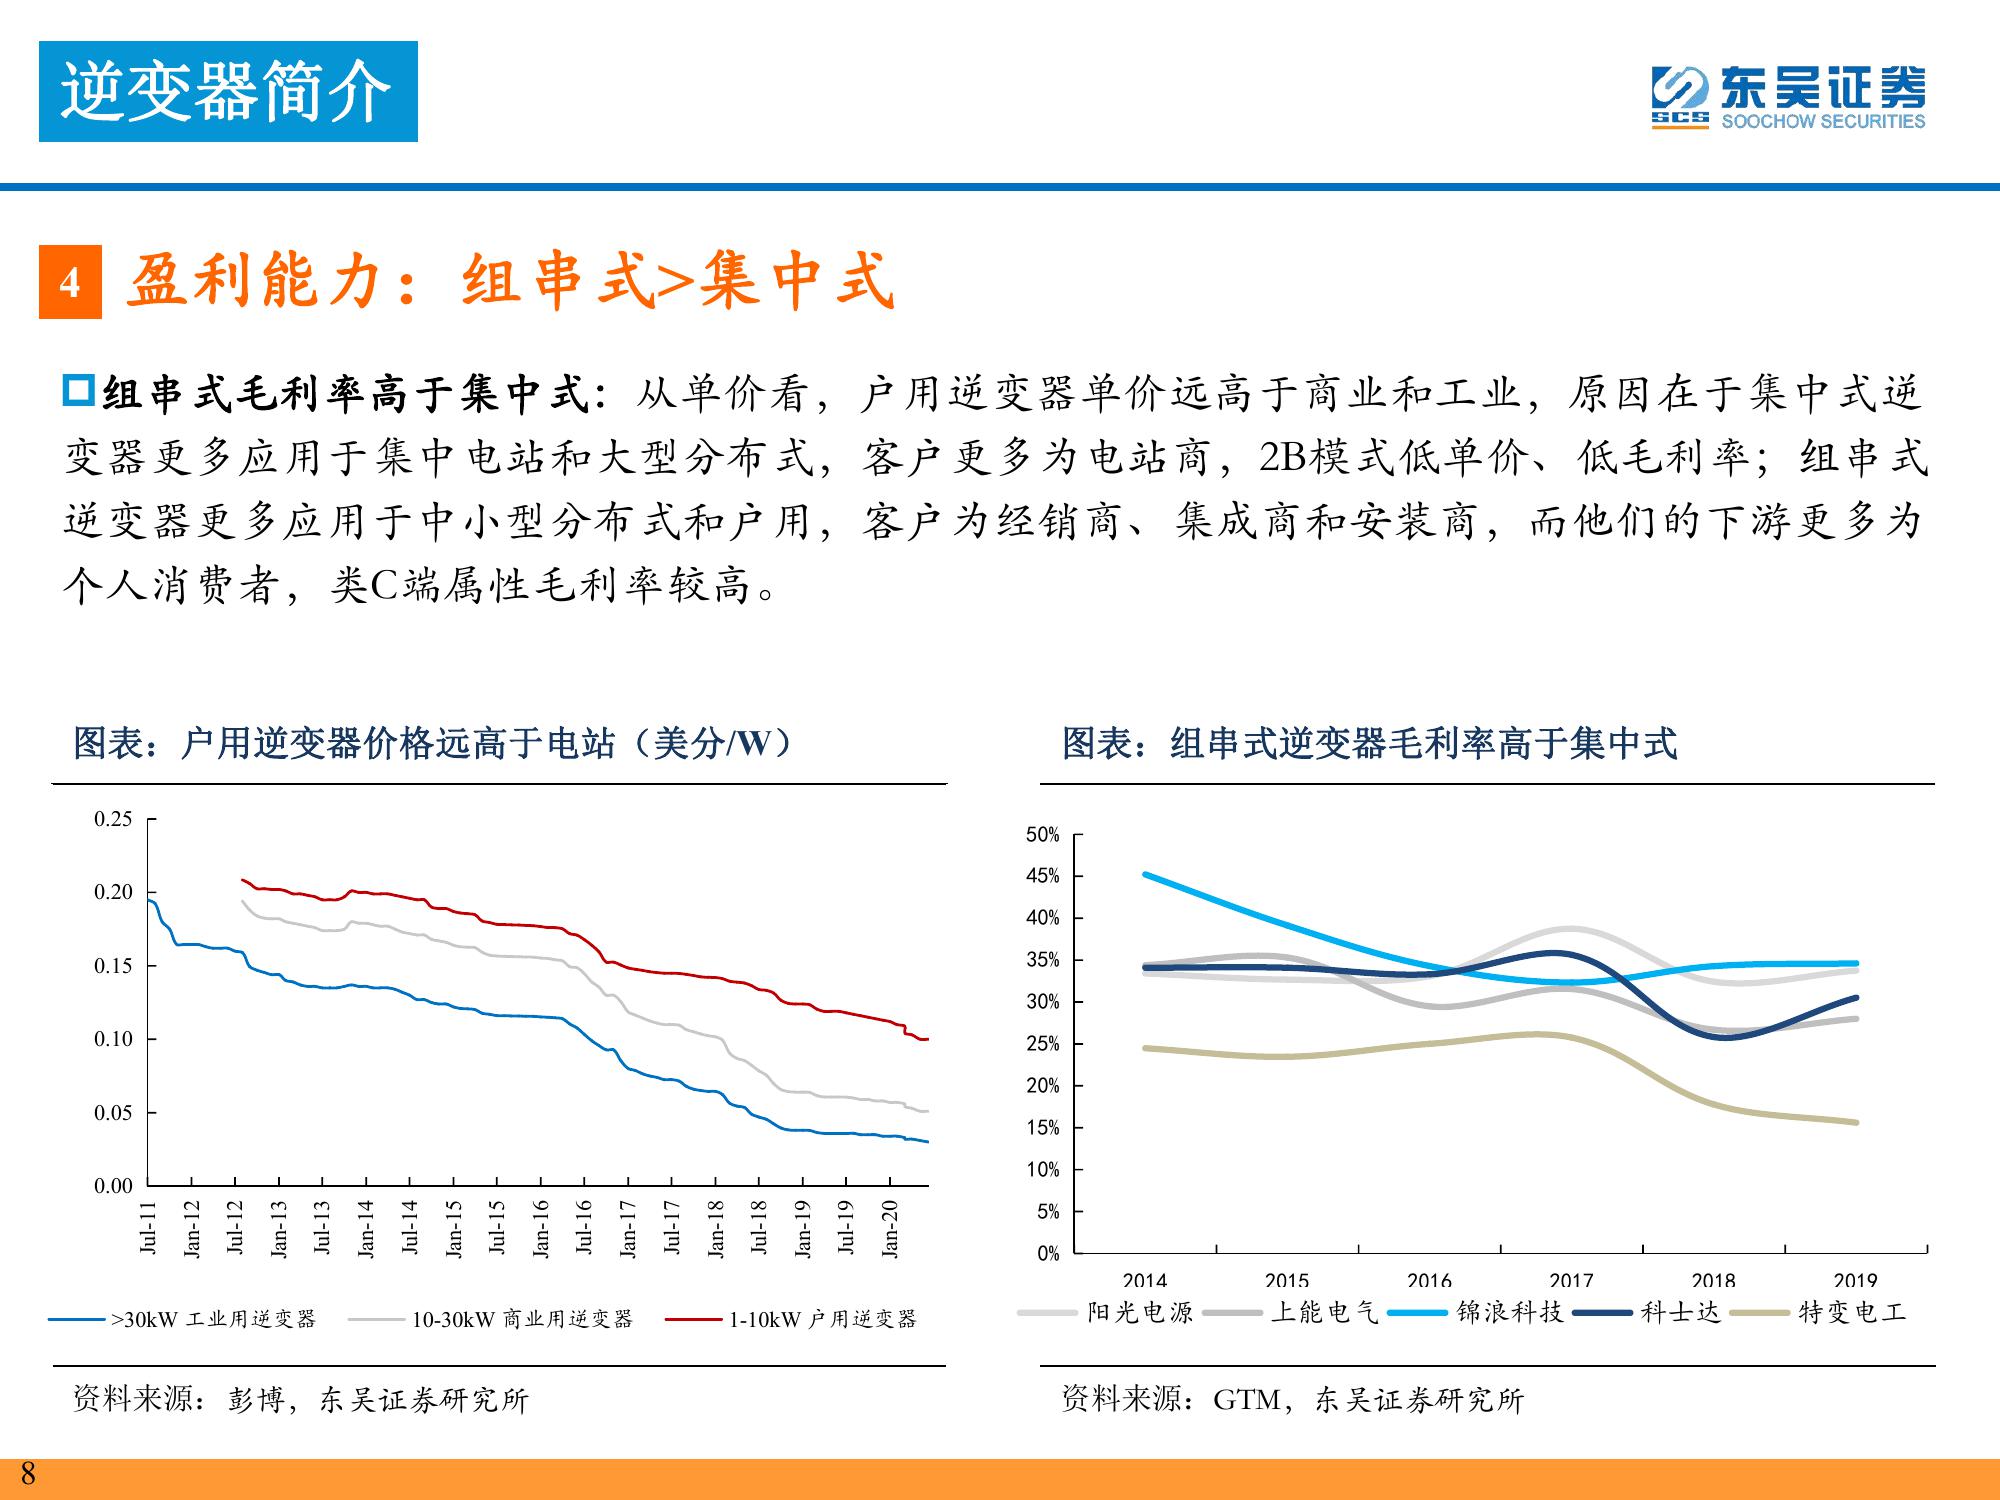 逆变器简介
东吴证券
SCS
SOOCHOW SECURITIES
4
盈利能力：组串式>集中式
组串式毛利率高于集中式：从单价看，户用逆变器单价远高于商业和工业，原因在于集中式逆
变器更多应用于集中电站和大型分布式，客户更多为电站商，2B模式低单价、低毛利率；组串式
逆变器更多应用于中小型分布式和户用，客户为经销商、集成商和安装商，而他们的下游更多为
个人消费者，类C端属性毛利率较高。
图表：户用逆变器价格远高于电站（美分/W）
0.25
0.20
0.15
0.10
0.05
0.00
Jul-11
Jan-12
Jul-12
Jan-13
Jul-13
Jan-14
Jul-14
Jan-15
Jul-15
Jan-16
Jul-16
Jan-17
Jul-17
Jan-18
Jul-18
Jan-19
Jul-19
Jan-20
>30kW 工业用逆变器
10-30kW 商业用逆变器
1-10kW 户用逆变器
资料来源：彭博，东吴证券研究所
图表：组串式逆变器毛利率高于集中式
50%
45%
40%
35%
30%
25%
20%
15%
10%
5%
0%
2014
2015
2016
2017
2018
2019
阳光电源
上能电气
锦浪科技
科士达
特变电工
资料来源：GTM，东吴证券研究所
8